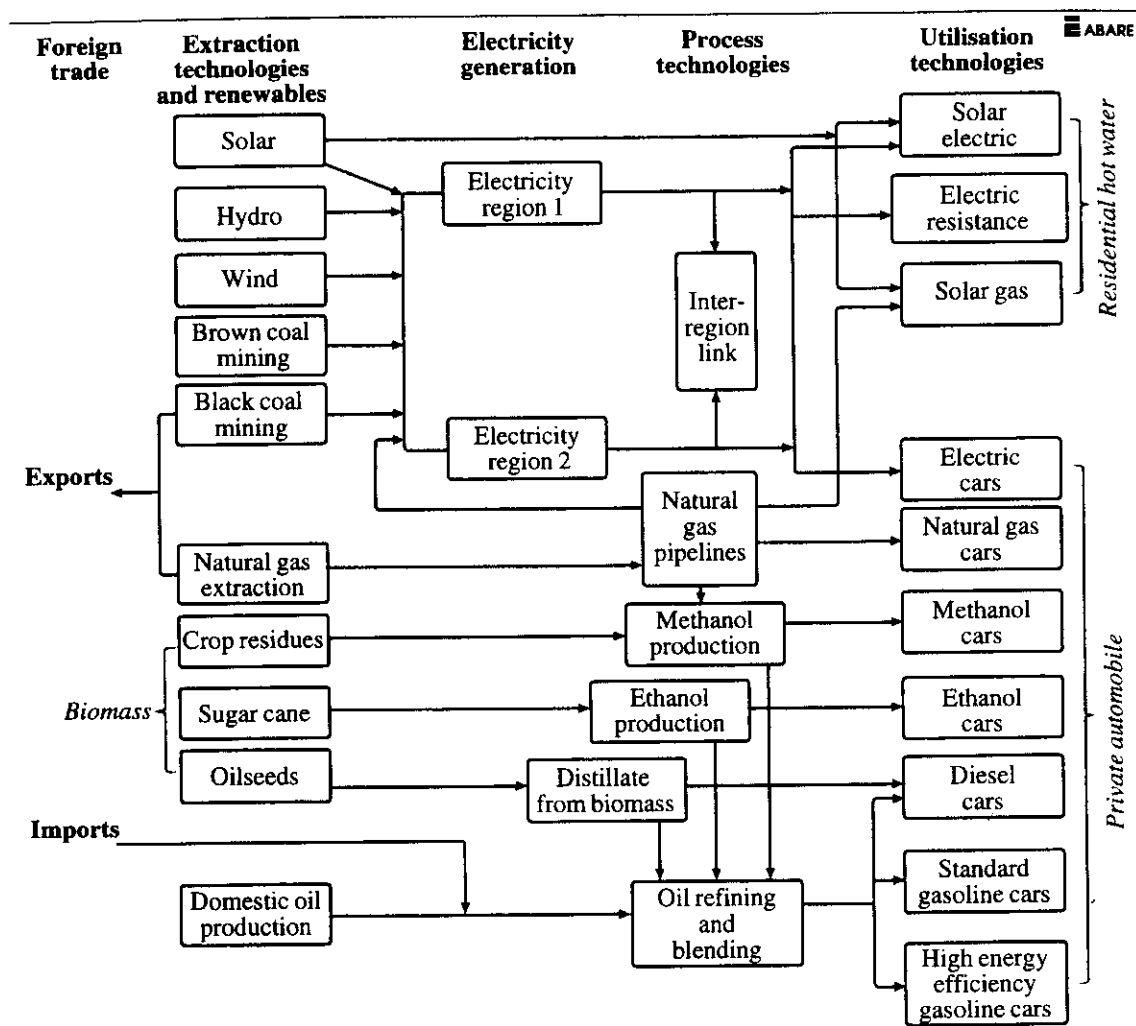 ABARE
Foreign
trade
Extraction
technologies
and renewables
Electricity
generation
Process
technologies
Utilisation
technologies
Solar
Hydro
Wind
Brown coal
mining
Black coal
mining
Exports
Natural gas
extraction
Crop residues
Biomass
Sugar cane
Oilseeds
Imports
Domestic oil
production
Electricity
region 1
Electricity
region 2
Inter-
region
link
Natural
gas
pipelines
Methanol
production
Ethanol
production
Distillate
from biomass
Oil refining
and
blending
Solar
electric
Electric
resistance
Solar gas
Residential hot water
Electric
cars
Natural gas
cars
Methanol
cars
Ethanol
cars
Diesel
cars
Standard
gasoline cars
High energy
efficiency
gasoline cars
Private automobile